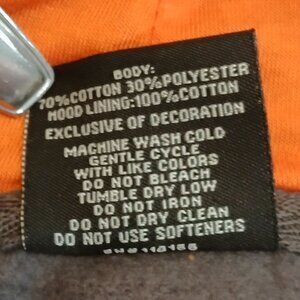 BODY:
70%COTTON 30%POLYESTER
HOOD LINING:100%COTTON
EXCLUSIVE OF DECORATION
MACHINE WASH COLD
GENTLE CYCLE
WITH LIKE COLORS
DO NOT BLEACH
TUMBLE DRY LOW
DO NOT IRON
DO NOT DRY CLEAN
DO NOT USE SOFTENERS